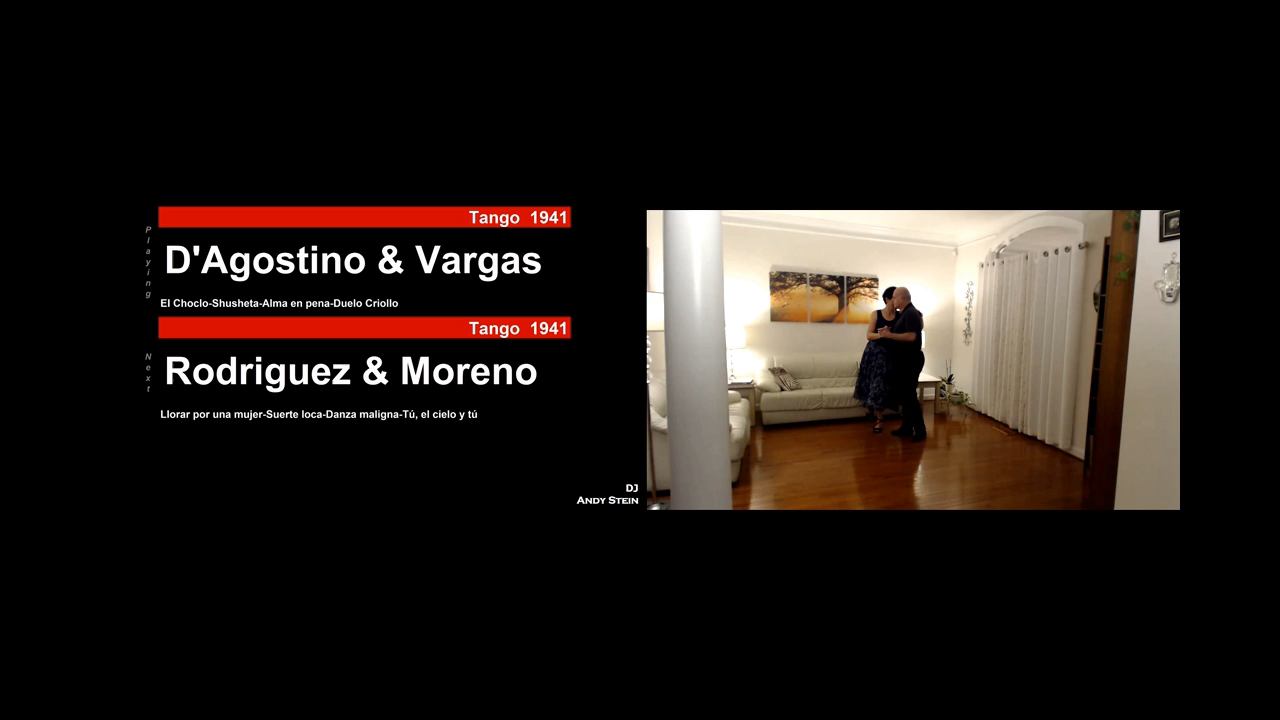 Playing
Tango 1941
D'Agostino & Vargas
El Choclo-Shusheta-Alma en pena-Duelo Criollo
Next
Tango 1941
Rodriguez & Moreno
Llorar por una mujer-Suerte loca-Danza maligna-Tú, el cielo y tú
DJ
ANDY STEIN